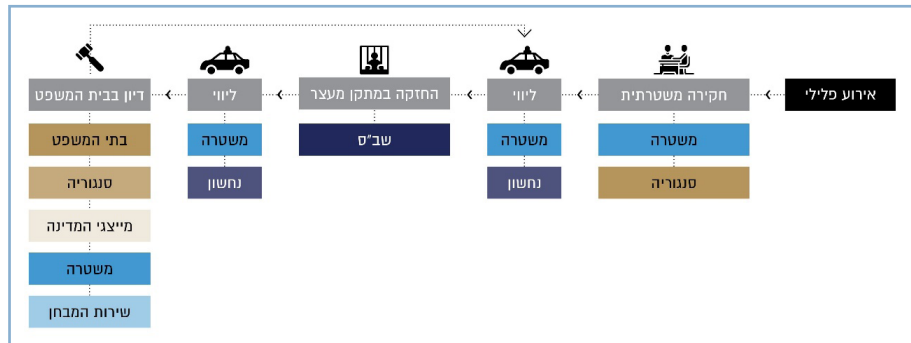 אירוע פלילי
חקירה משטרתית
משטרה
סנגוריה
ליווי
משטרה
נחשון
החזקה במתקן מעצר
שב"ס
ליווי
משטרה
נחשון
דיון בבית המשפט
בתי המשפט
סנגוריה
מייצגי המדינה
משטרה
שירות המבחן